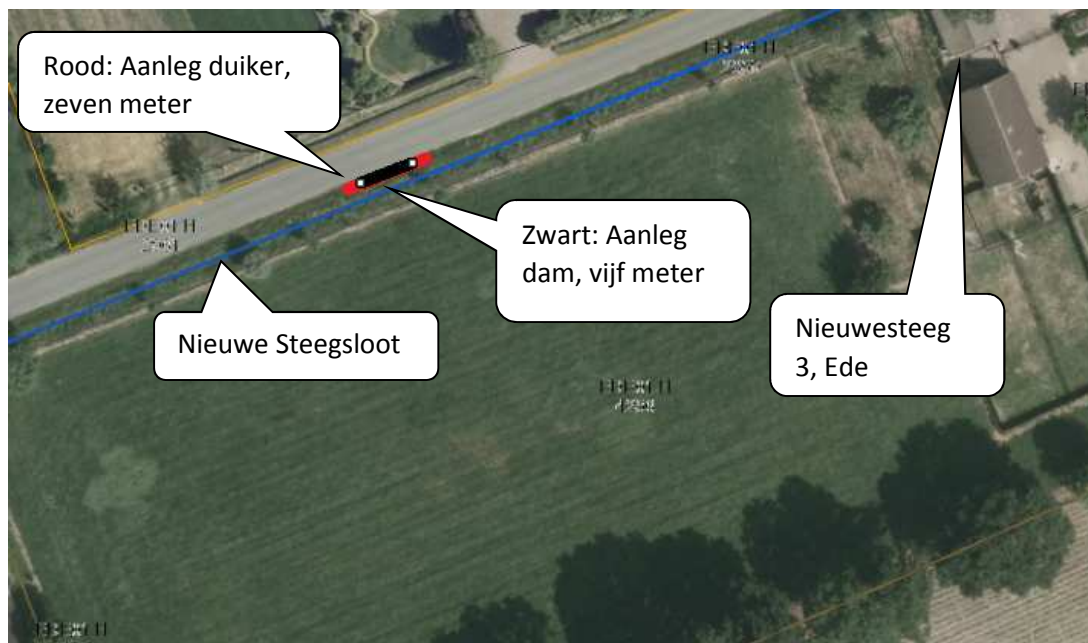 Rood: Aanleg duiker,
zeven meter
Zwart: Aanleg
dam, vijf meter
Nieuwe Steegsloot
Nieuwesteeg
3, Ede